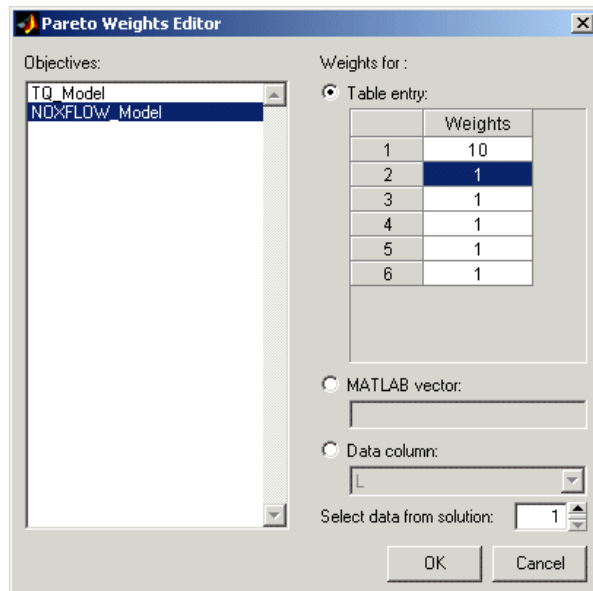 Pareto Weights Editor
Objectives:
TQ_Model
NOXFLOW_Model
Weights for :
Table entry:
Weights
1 10
2 1
3 1
4 1
5 1
6 1
MATLAB vector:
Data column:
L
Select data from solution: 1
OK Cancel